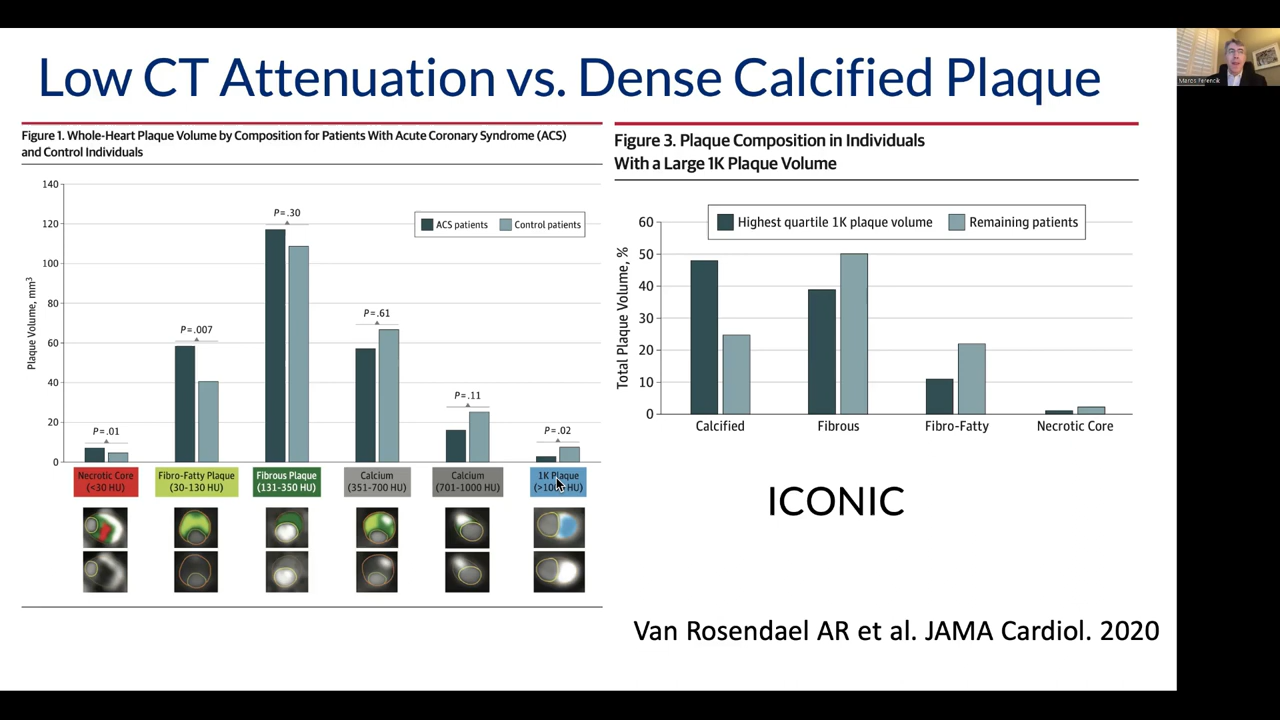 Low CT Attenuation vs. Dense Calcified Plaque
Figure 1. Whole-Heart Plaque Volume by Composition for Patients With Acute Coronary Syndrome (ACS)
and Control Individuals
140
120
100
80
60
40
20
0
Plaque Volume, mm³
ACS patients
Control patients
P=.01
P=.007
P=.30
P=.61
P=.11
P=.02
Necrotic Core
(<30 HU)
Fibro-Fatty Plaque
(30-130 HU)
Fibrous Plaque
(131-350 HU)
Calcium
(351-700 HU)
Calcium
(701-1000 HU)
1K Plaque
HU)
Figure 3. Plaque Composition in Individuals
With a Large 1K Plaque Volume
Highest quartile 1K plaque volume
Remaining patients
60
50
40
30
20
10
0
Total Plaque Volume, %
Calcified
Fibrous
Fibro-Fatty
Necrotic Core
ICONIC
Van Rosendael AR et al. JAMA Cardiol. 2020